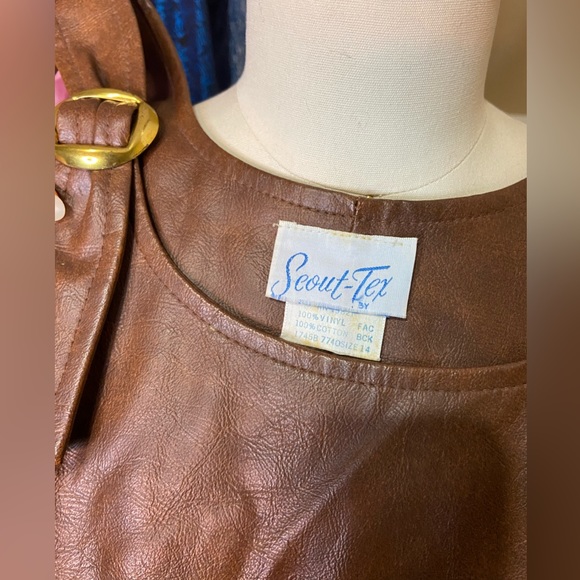 Scout-Tex
BY
100% VINYL FAC
100% COTTON BCK
SIZE 14